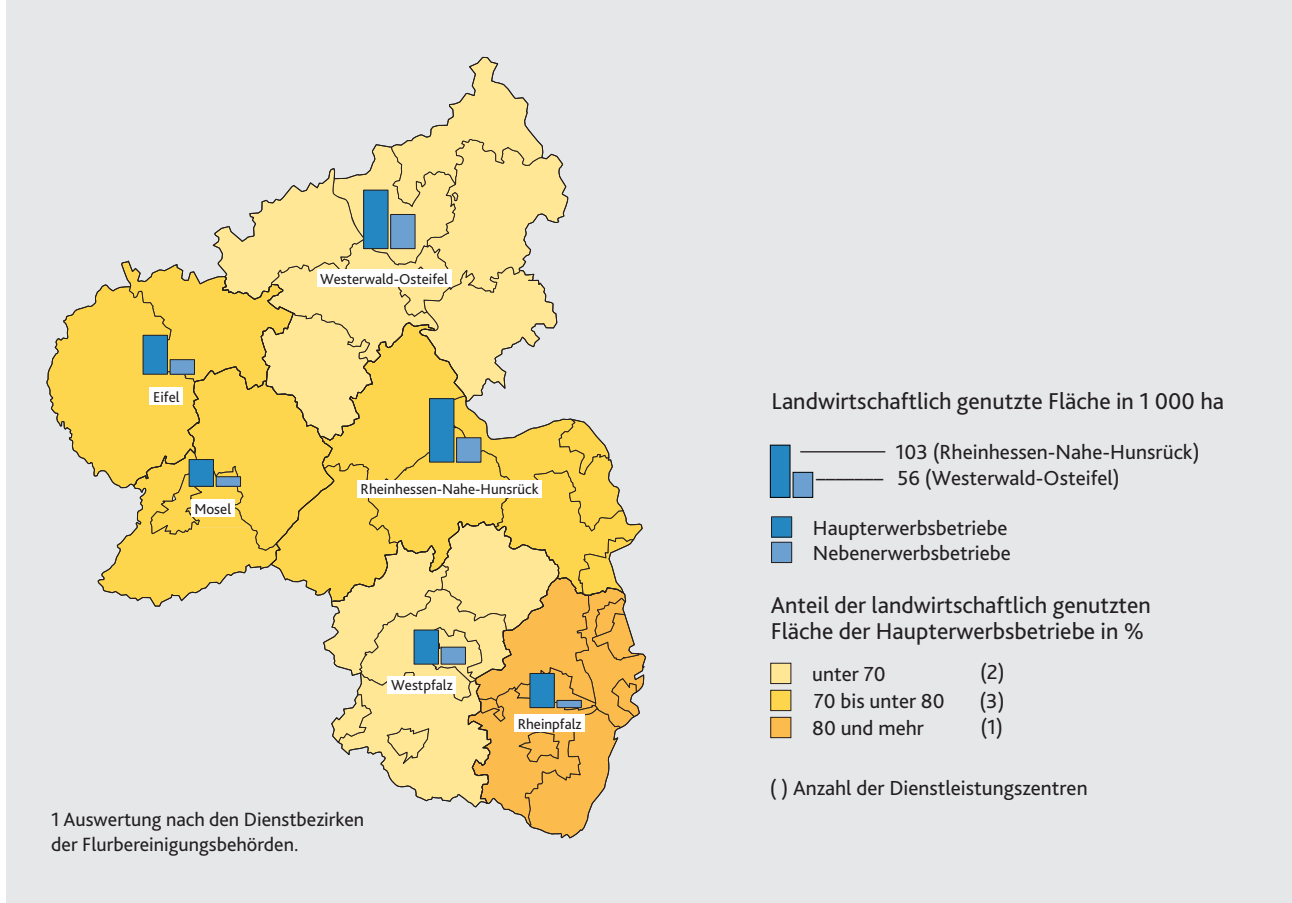 Westerwald-Osteifel
Eifel
Mosel
Rheinhessen-Nahe-Hunsrück
Westpfalz
Rheinpfalz
Landwirtschaftlich genutzte Fläche in 1 000 ha
103 (Rheinhessen-Nahe-Hunsrück)
56 (Westerwald-Osteifel)
Haupterwerbsbetriebe
Nebenerwerbsbetriebe
Anteil der landwirtschaftlich genutzten
Fläche der Haupterwerbsbetriebe in %
unter 70 (2)
70 bis unter 80 (3)
80 und mehr (1)
( ) Anzahl der Dienstleistungszentren
1 Auswertung nach den Dienstbezirken
der Flurbereinigungsbehörden.